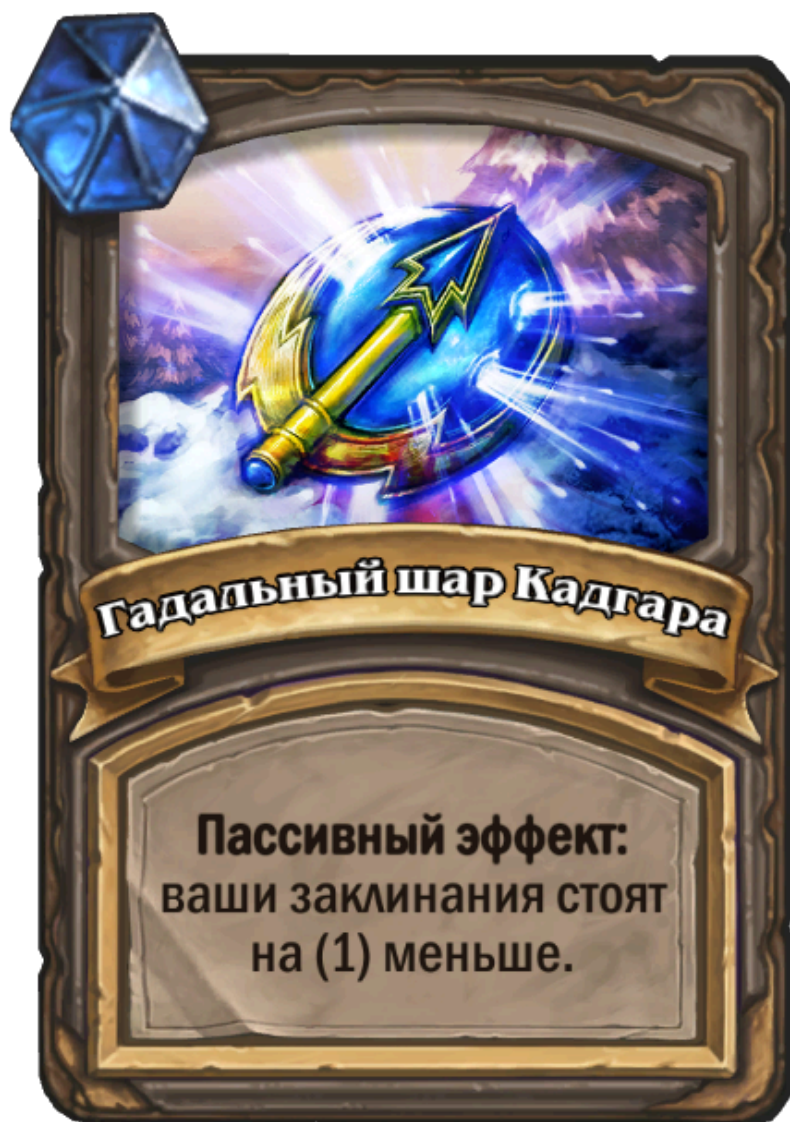 Гадальный шар Кадгара
Пассивный эффект:
ваши заклинания стоят
на (1) меньше.